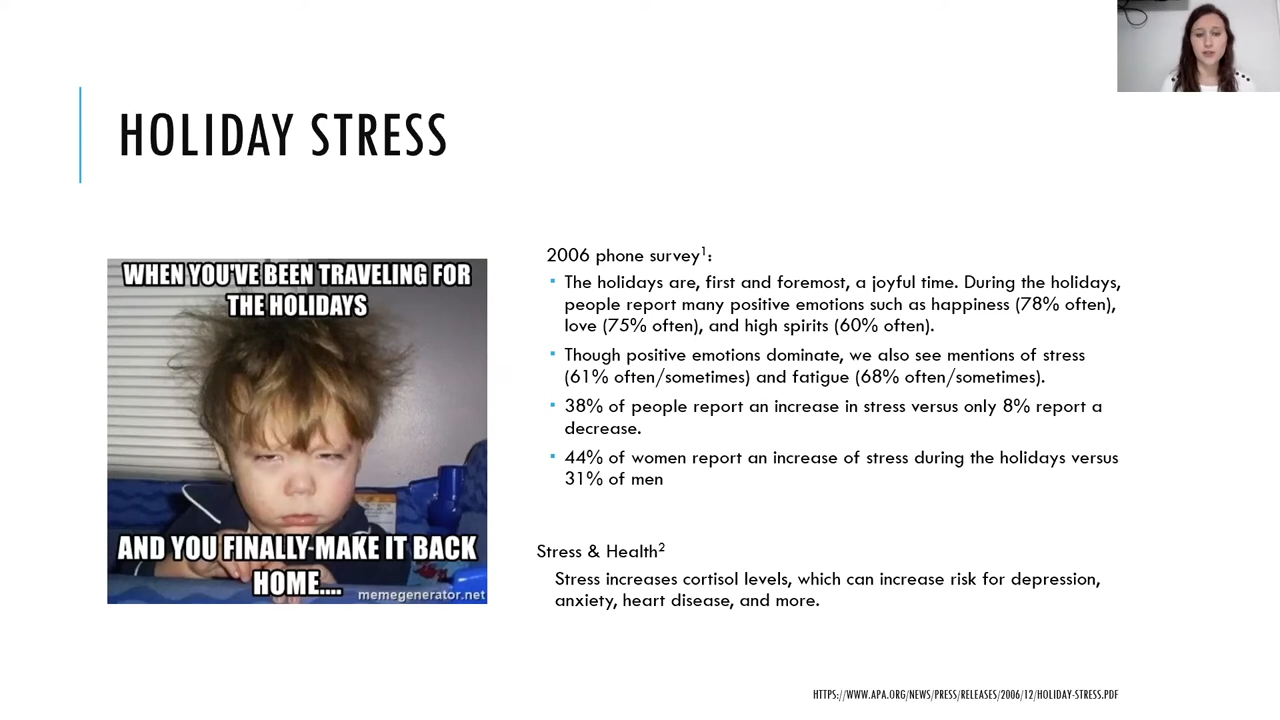 HOLIDAY STRESS
WHEN YOU'VE BEEN TRAVELING FOR
THE HOLIDAYS
AND YOU FINALLY MAKE IT BACK
HOME....
memegenerator.net
2006 phone survey¹:
▪ The holidays are, first and foremost, a joyful time. During the holidays,
people report many positive emotions such as happiness (78% often),
love (75% often), and high spirits (60% often).
▪ Though positive emotions dominate, we also see mentions of stress
(61% often/sometimes) and fatigue (68% often/sometimes).
▪ 38% of people report an increase in stress versus only 8% report a
decrease.
▪ 44% of women report an increase of stress during the holidays versus
31% of men
Stress & Health²
Stress increases cortisol levels, which can increase risk for depression,
anxiety, heart disease, and more.
HTTPS://WWW.APA.ORG/NEWS/PRESS/RELEASES/2006/12/HOLIDAY-STRESS.PDF